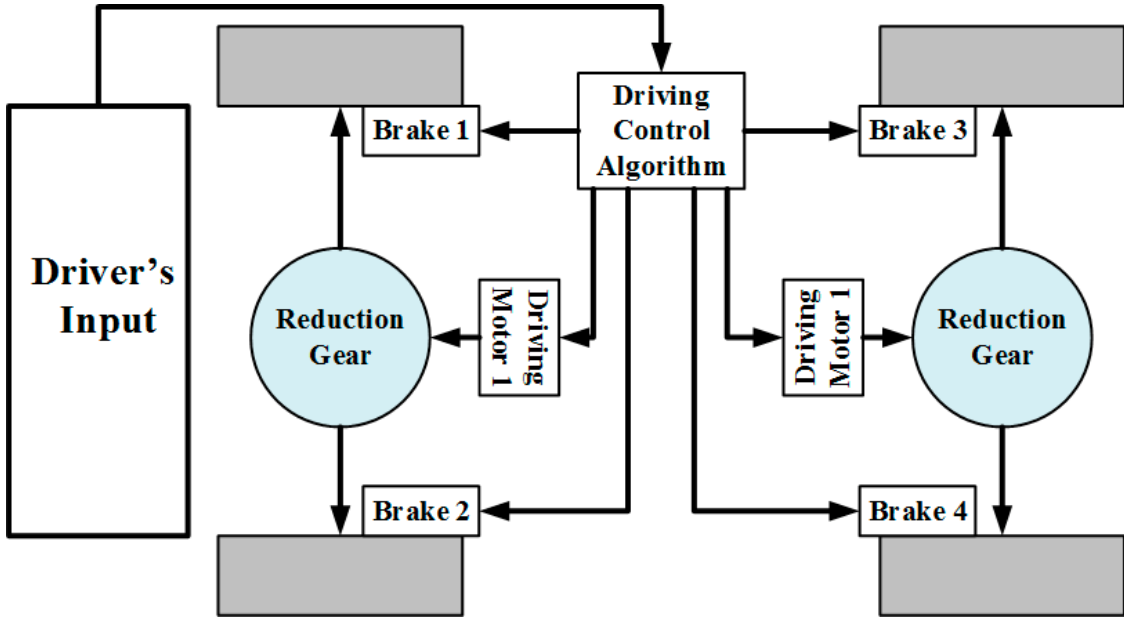 Driver's
Input
Brake 1
Driving
Control
Algorithm
Brake 3
Reduction
Gear
Driving
Motor 1
Driving
Motor 1
Reduction
Gear
Brake 2
Brake 4